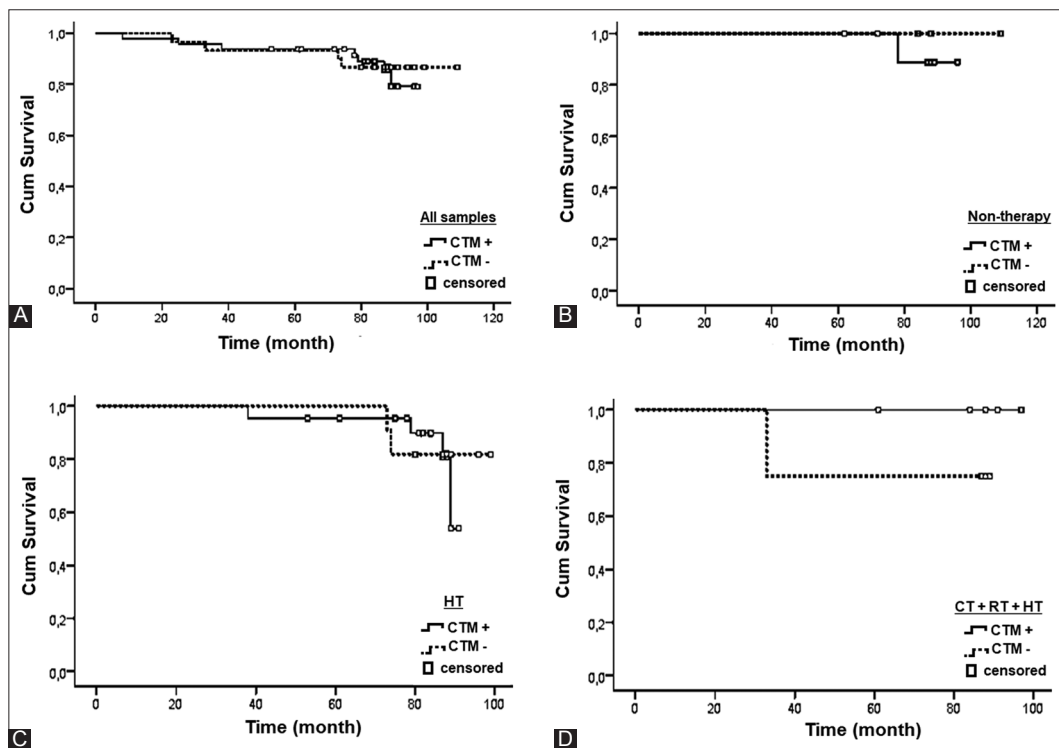 Cum Survival
1,0
0,8
0,6
0,4
0,2
0,0
All samples
CTM +
CTM -
censored
A
0 20 40 60 80 100 120
Time (month)
Cum Survival
1,0
0,8
0,6
0,4
0,2
0,0
Non-therapy
CTM +
CTM -
censored
B
0 20 40 60 80 100 120
Time (month)
Cum Survival
1,0
0,8
0,6
0,4
0,2
0,0
HT
CTM +
CTM -
censored
C
0 20 40 60 80 100
Time (month)
Cum Survival
1,0
0,8
0,6
0,4
0,2
0,0
CT + RT + HT
CTM +
CTM -
censored
D
0 20 40 60 80 100
Time (month)